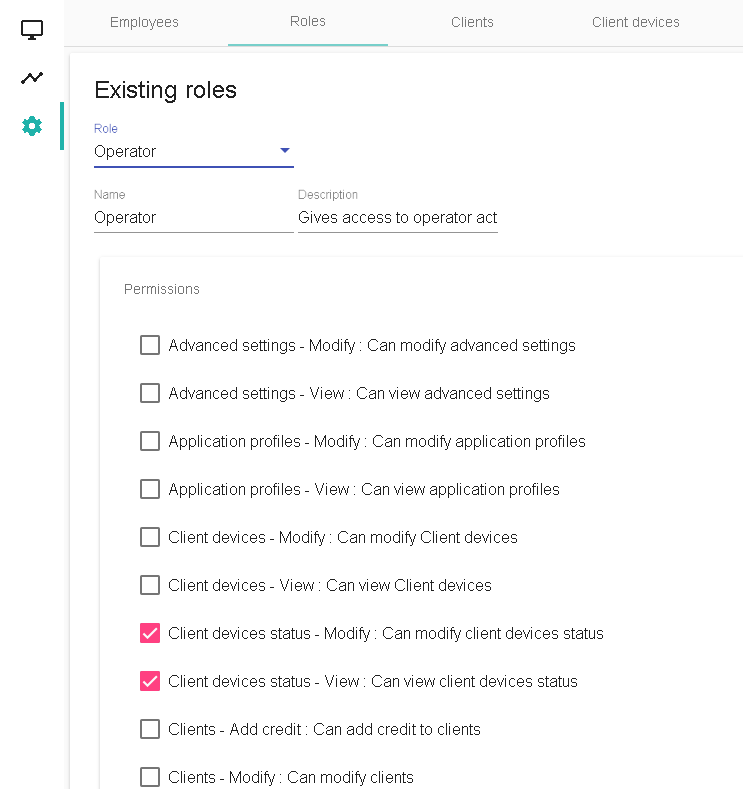 Employees Roles Clients Client devices
Existing roles
Role
Operator
Name Description
Operator Gives access to operator act
Permissions
Advanced settings - Modify : Can modify advanced settings
Advanced settings - View : Can view advanced settings
Application profiles - Modify : Can modify application profiles
Application profiles - View : Can view application profiles
Client devices - Modify : Can modify Client devices
Client devices - View : Can view Client devices
Client devices status - Modify : Can modify client devices status
Client devices status - View : Can view client devices status
Clients - Add credit : Can add credit to clients
Clients - Modify : Can modify clients